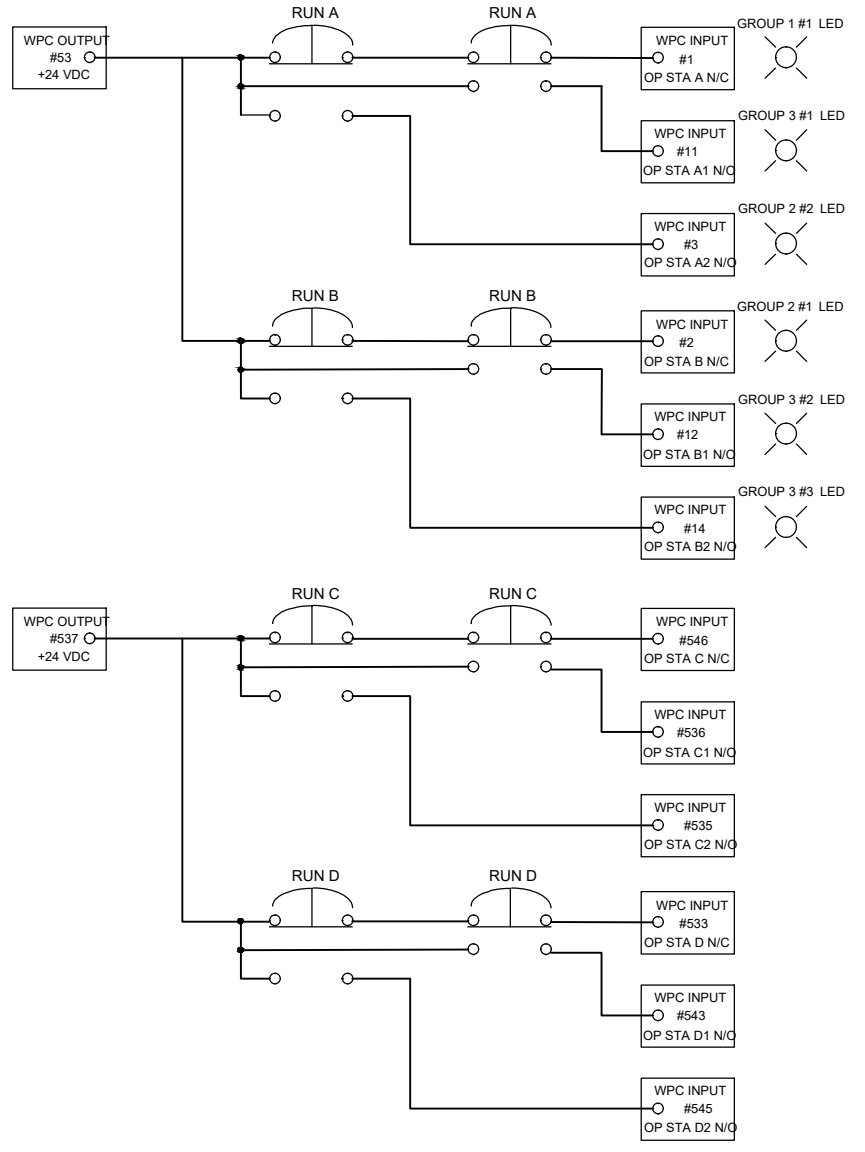 RUN A
RUN A
GROUP 1 #1 LED
WPC OUTPUT
#53
+24 VDC
WPC INPUT
#1
OP STA A N/C
GROUP 3 #1 LED
WPC INPUT
#11
OP STA A1 N/O
GROUP 2 #2 LED
WPC INPUT
#3
OP STA A2 N/O
RUN B
RUN B
GROUP 2 #1 LED
WPC INPUT
#2
OP STA B N/C
GROUP 3 #2 LED
WPC INPUT
#12
OP STA B1 N/O
GROUP 3 #3 LED
WPC INPUT
#14
OP STA B2 N/O
RUN C
RUN C
WPC OUTPUT
#537
+24 VDC
WPC INPUT
#546
OP STA C N/C
WPC INPUT
#536
OP STA C1 N/O
WPC INPUT
#535
OP STA C2 N/O
RUN D
RUN D
WPC INPUT
#533
OP STA D N/C
WPC INPUT
#543
OP STA D1 N/O
WPC INPUT
#545
OP STA D2 N/O